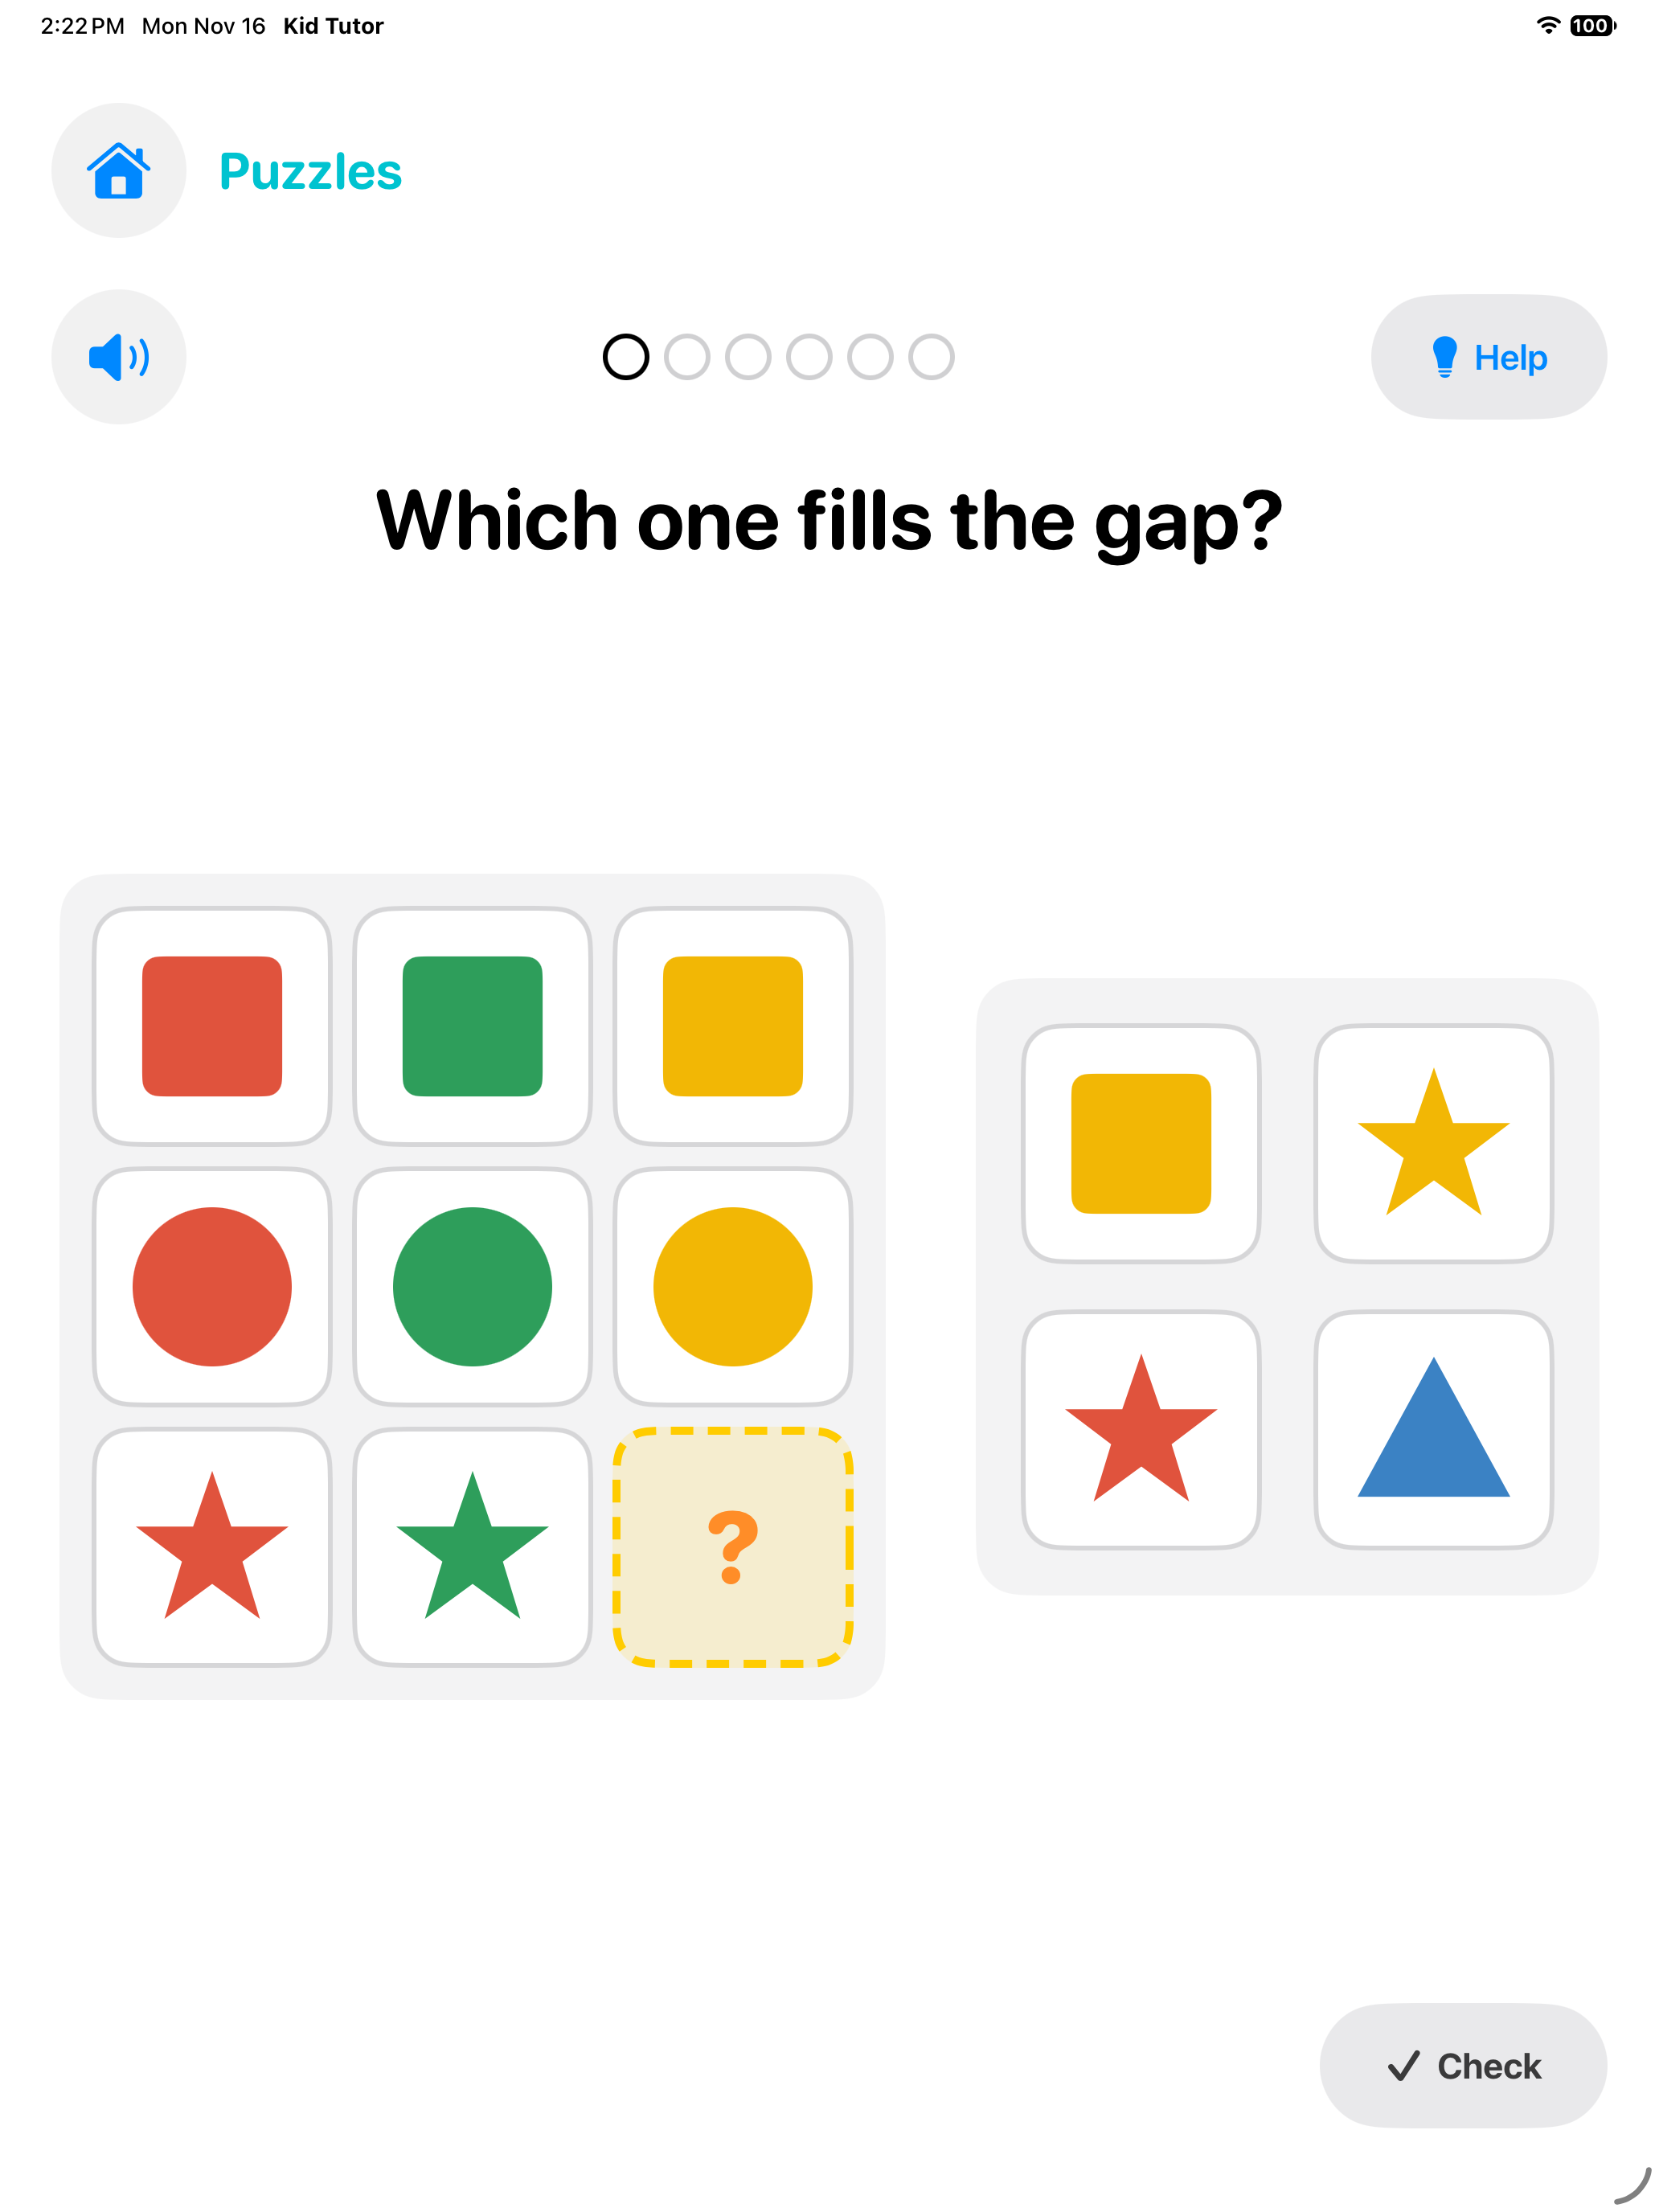 2:22 PM Mon Nov 16 Kid Tutor
100
Puzzles
Help
Which one fills the gap?
?
Check